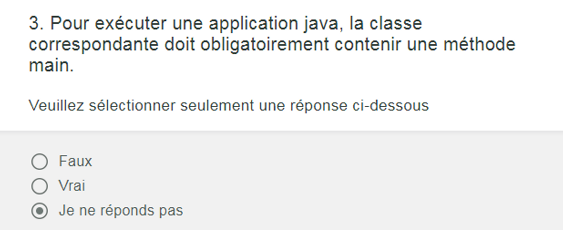 3. Pour exécuter une application java, la classe
correspondante doit obligatoirement contenir une méthode
main.
Veuillez sélectionner seulement une réponse ci-dessous
Faux
Vrai
Je ne réponds pas